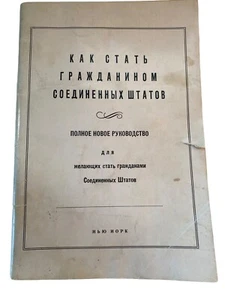 КАК СТАТЬ
ГРАЖДАНИНОМ
СОЕДИНЕННЫХ ШТАТОВ
ПОЛНОЕ НОВОЕ РУКОВОДСТВО
для
желающих стать гражданами
Соединенных Штатов
НЬЮ ЙОРК